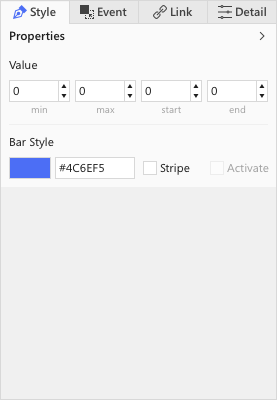 Style Event Link Detail
Properties
Value
0 0 0 0
min max start end
Bar Style
#4C6EF5 Stripe Activate